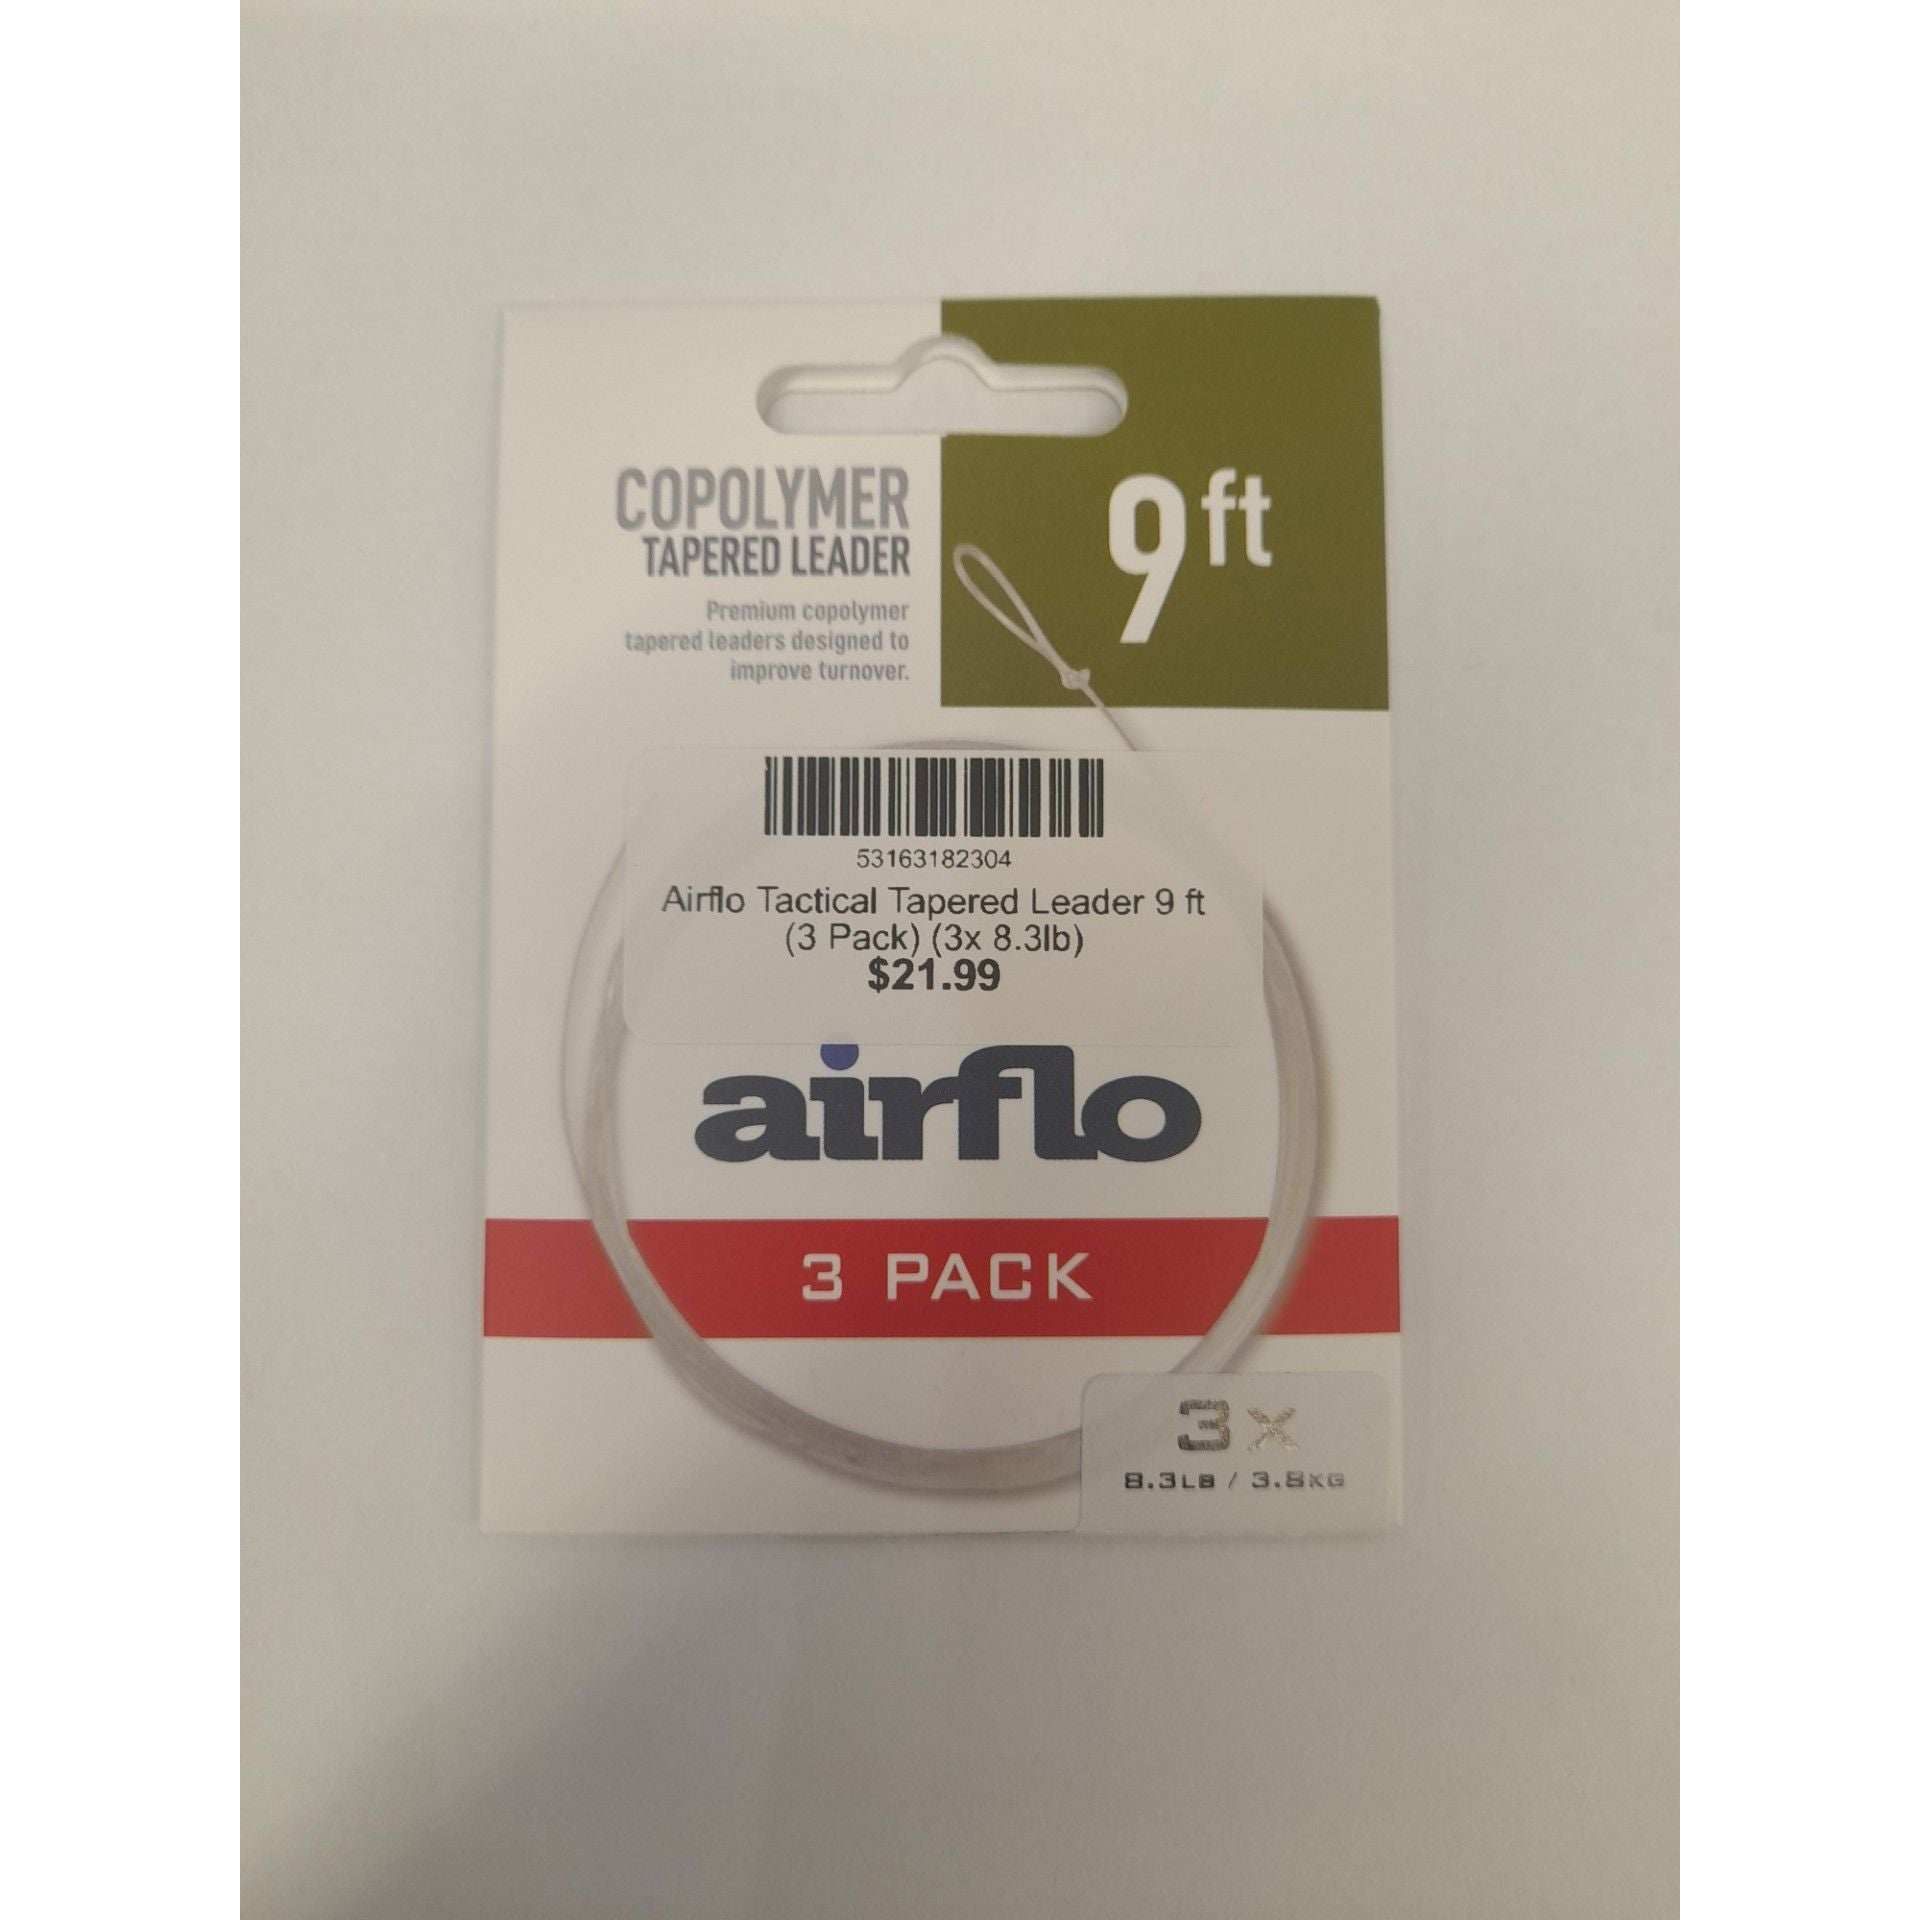 COPOLYMER
TAPERED LEADER
Premium copolymer
tapered leaders designed to
improve turnover.
9ft
53163182304
Airflo Tactical Tapered Leader 9 ft
(3 Pack) (3x 8.3lb)
$21.99
airflo
3 PACK
3X
8.3LB / 3.8KG